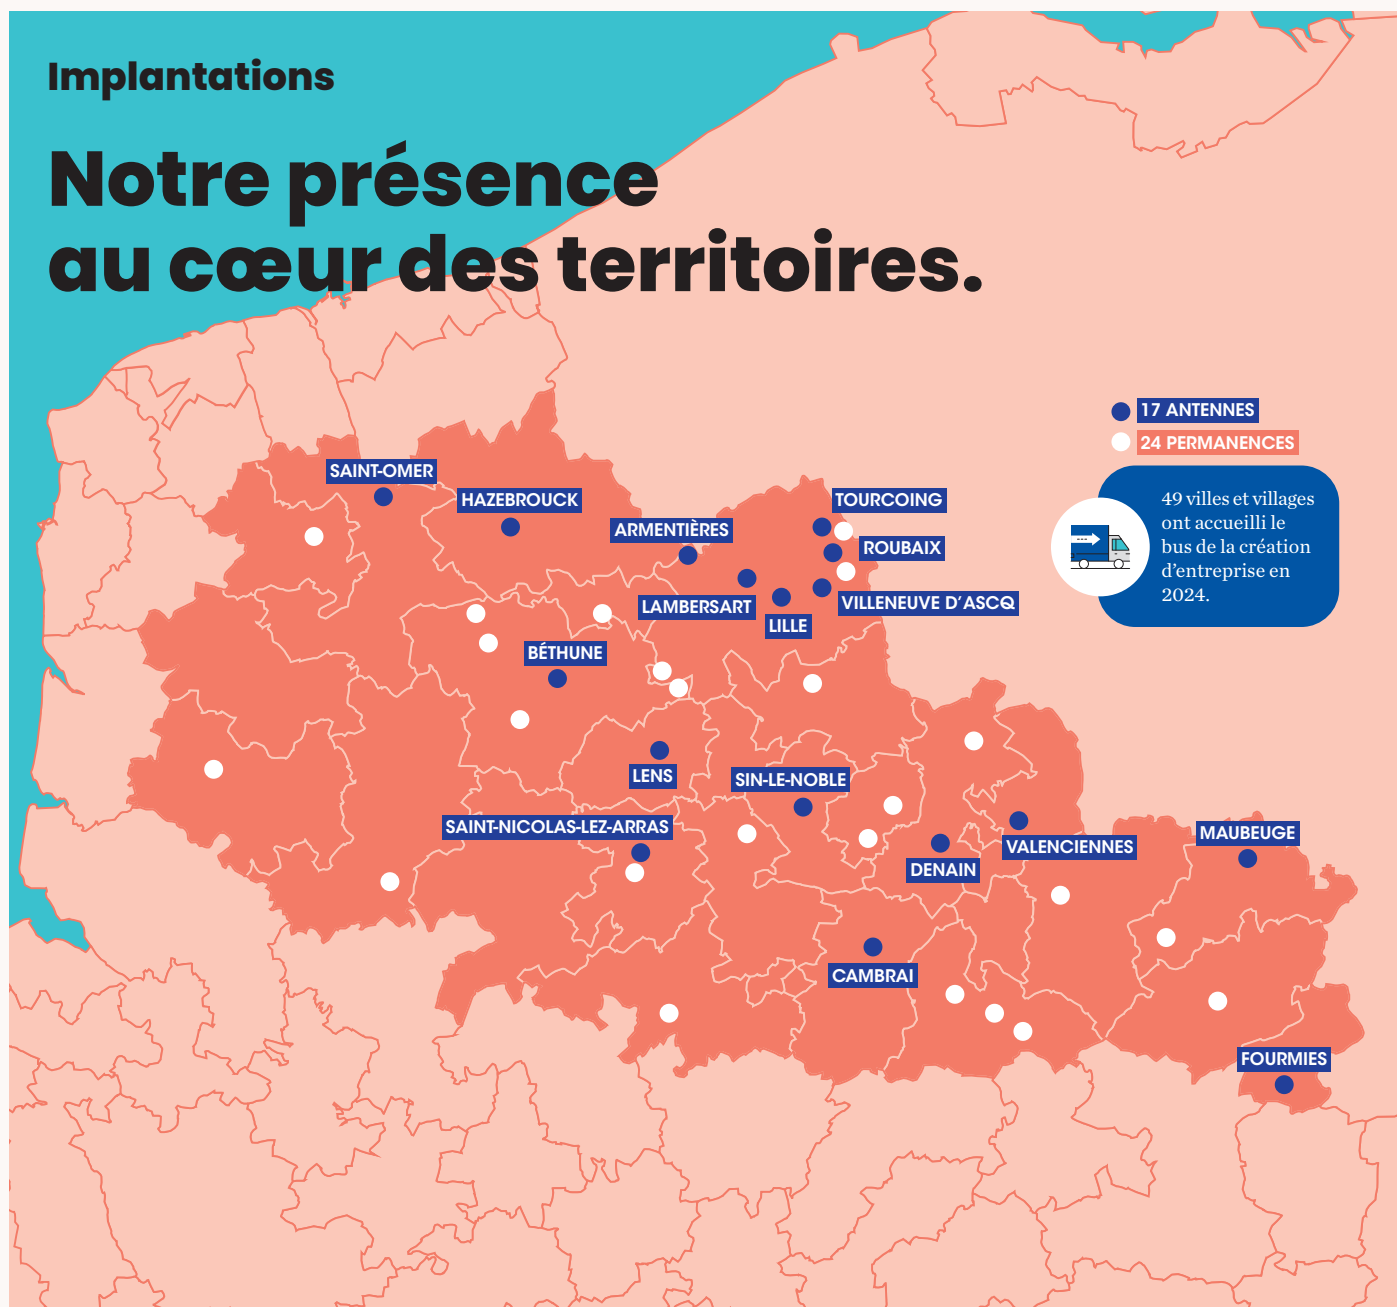 Implantations
Notre présence
au cœur des territoires.
17 ANTENNES
24 PERMANENCES
49 villes et villages
ont accueilli le
bus de la création
d'entreprise en
2024.
SAINT-OMER
HAZEBROUCK
TOURCOING
ARMENTIÈRES
ROUBAIX
LAMBERSART
VILLENEUVE D'ASCQ
LILLE
BÉTHUNE
LENS
SIN-LE-NOBLE
SAINT-NICOLAS-LEZ-ARRAS
MAUBEUGE
VALENCIENNES
DENAIN
CAMBRAI
FOURMIES